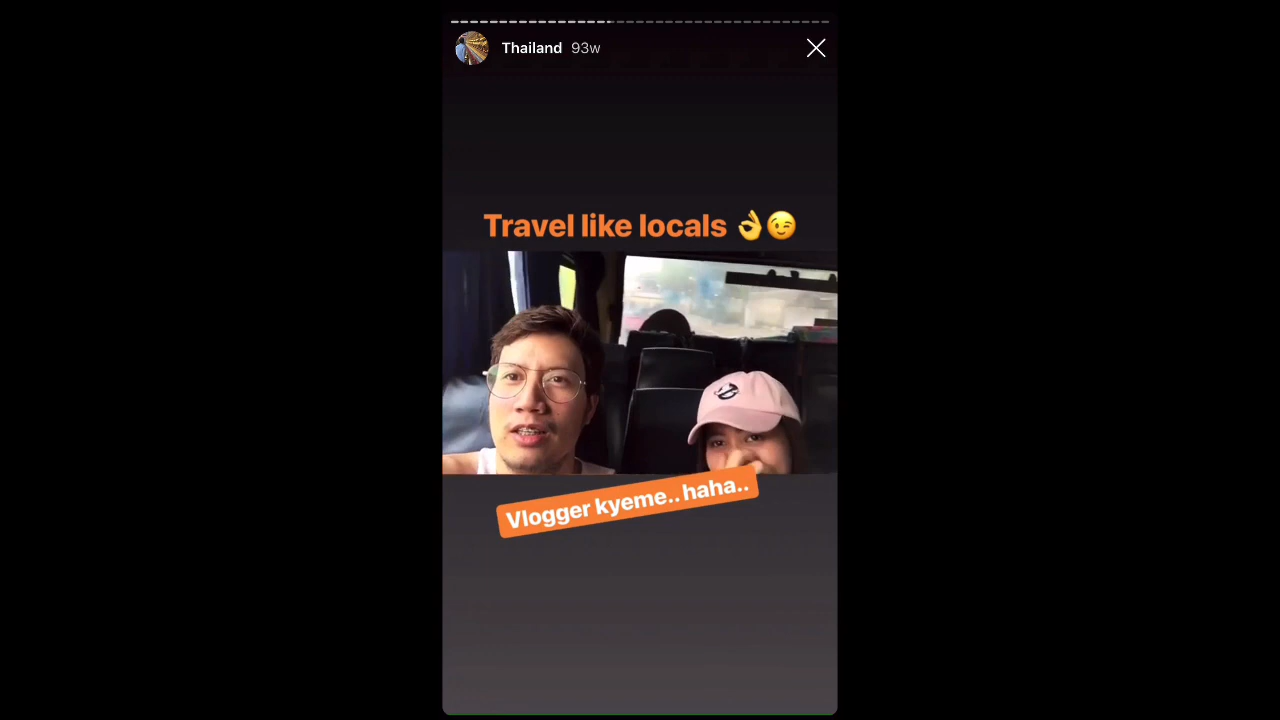 Thailand 93w
Travel like locals 👌😉
Vlogger kyeme.. haha..